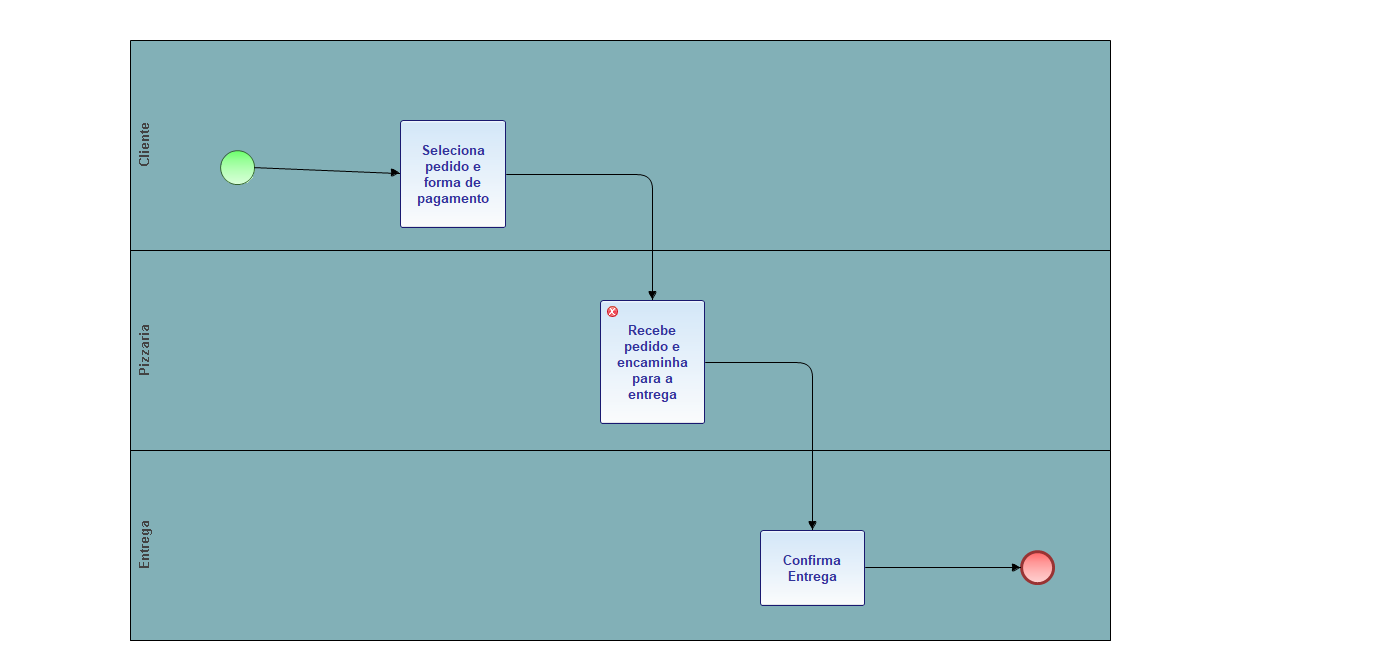 Cliente
Seleciona
pedido e
forma de
pagamento
Pizzaria
Recebe
pedido e
encaminha
para a
entrega
Entrega
Confirma
Entrega